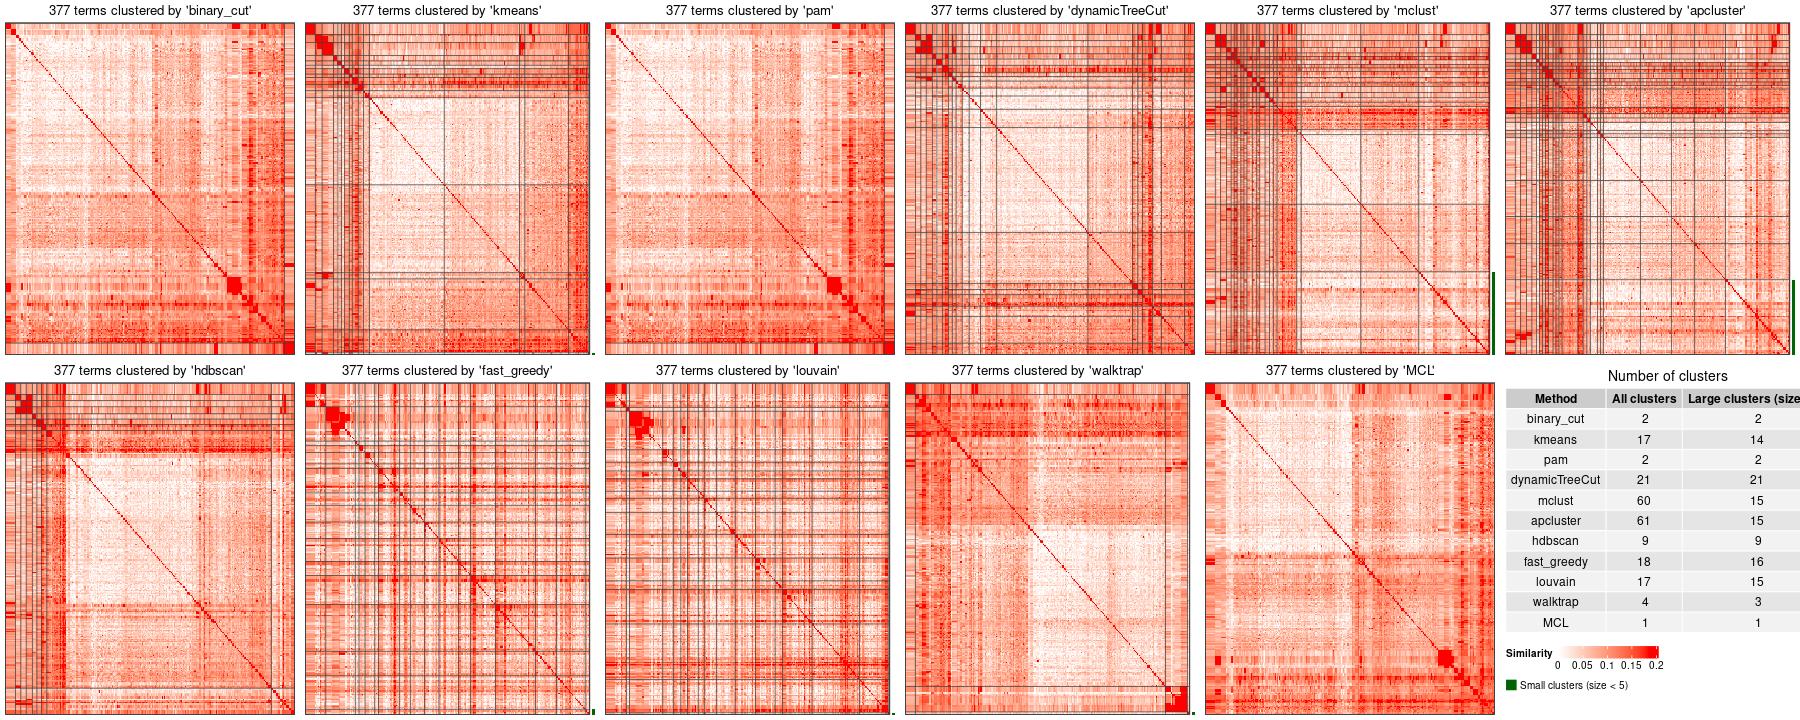 377 terms clustered by 'binary_cut'
377 terms clustered by 'kmeans'
377 terms clustered by 'pam'
377 terms clustered by 'dynamicTreeCut'
377 terms clustered by 'mclust'
377 terms clustered by 'apcluster'
377 terms clustered by 'hdbscan'
377 terms clustered by 'fast_greedy'
377 terms clustered by 'louvain'
377 terms clustered by 'walktrap'
377 terms clustered by 'MCL'
Number of clusters
Method All clusters Large clusters (size
binary_cut 2 2
kmeans 17 14
pam 2 2
dynamicTreeCut 21 21
mclust 60 15
apcluster 61 15
hdbscan 9 9
fast_greedy 18 16
louvain 17 15
walktrap 4 3
MCL 1 1
Similarity
0 0.05 0.1 0.15 0.2
Small clusters (size < 5)